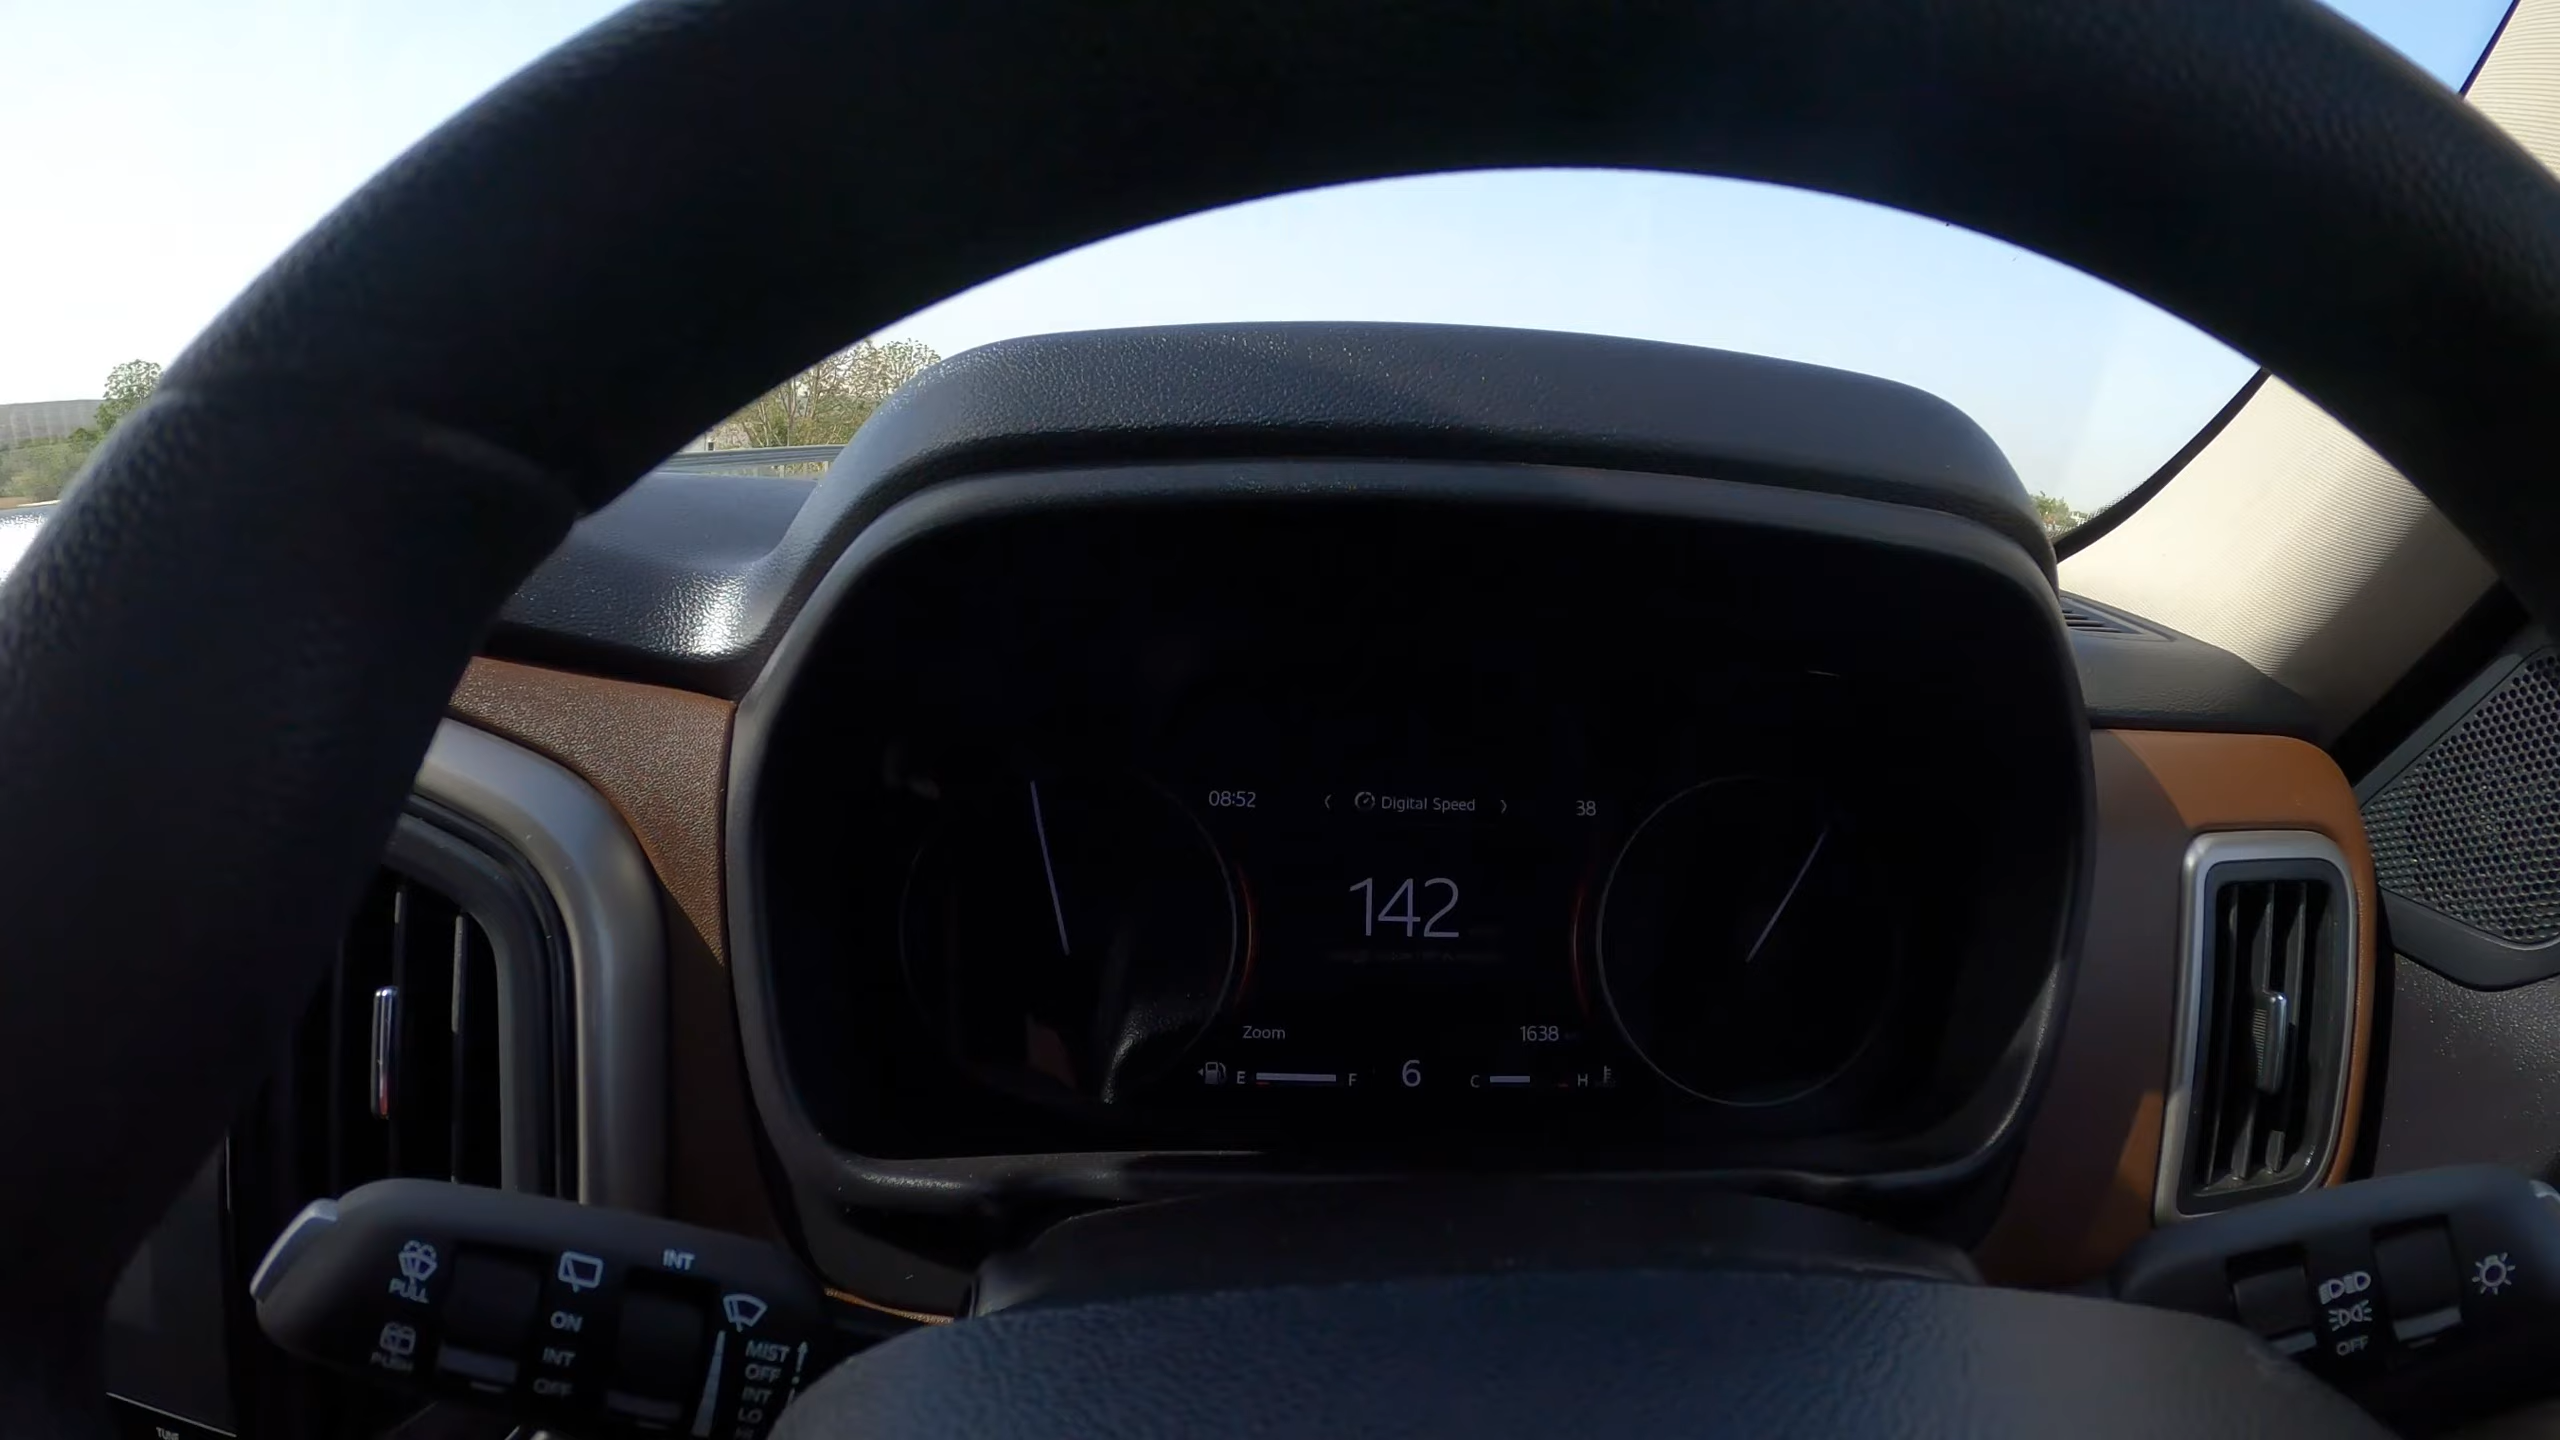 08:52
Digital Speed
38
142
Zoom
1638
E
F
6
C
H
PULL
PUSH
ON
INT
OFF
INT
MIST
OFF
INT
LO
OFF